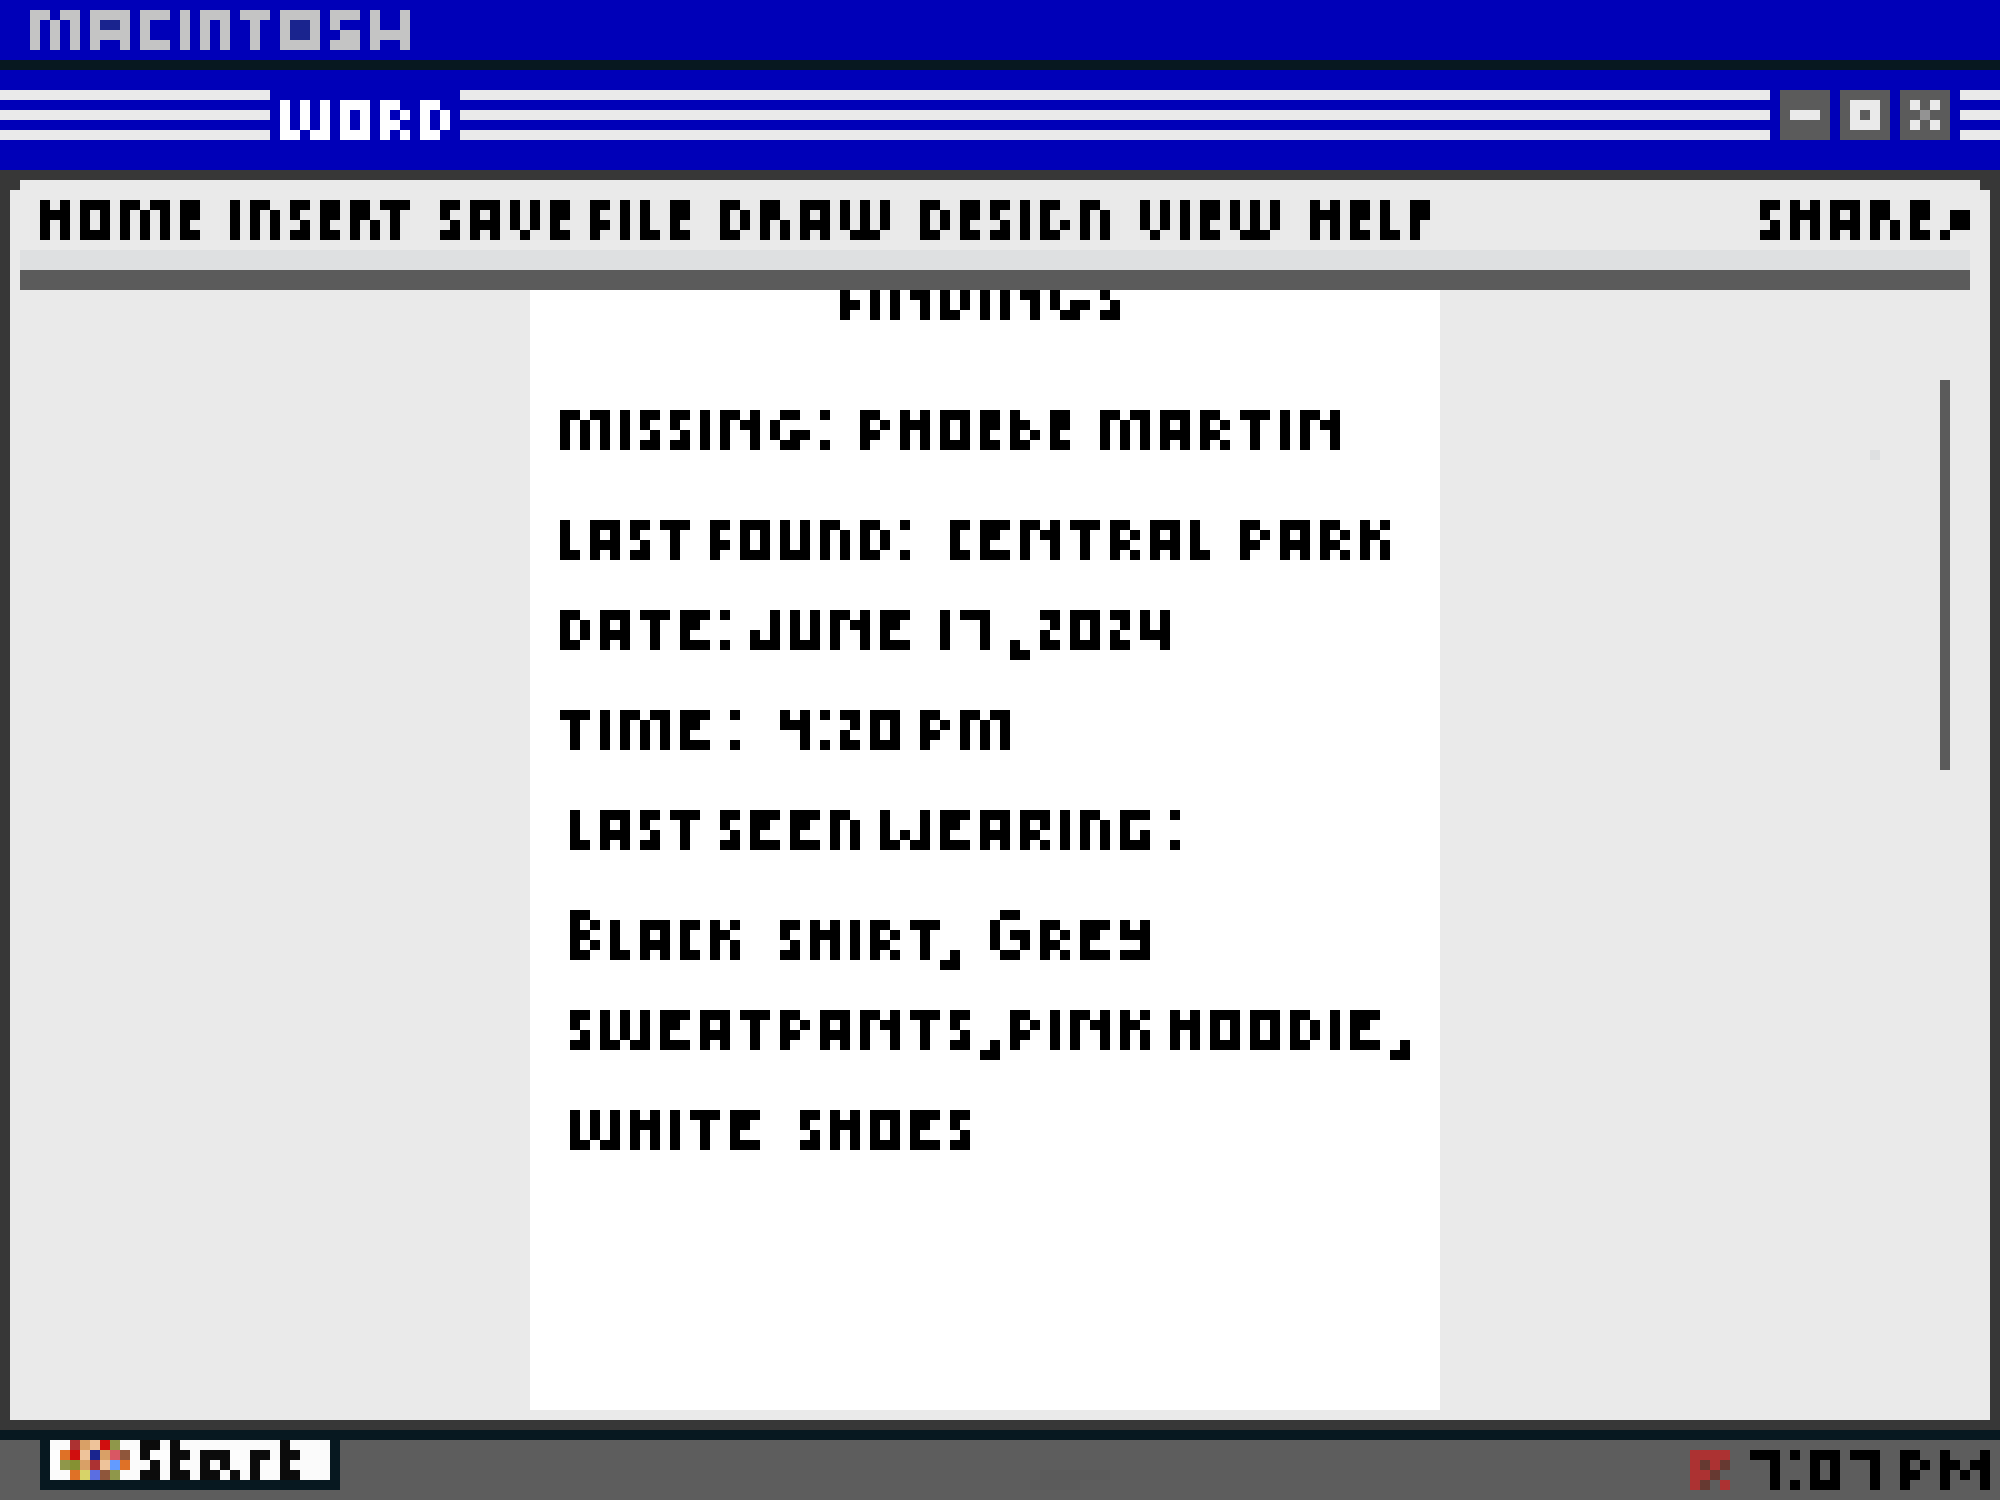 MACINTOSH
WORD
HOME INSERT SAVE FILE DRAW DESIGN VIEW HELP SHARE
FINDINGS
MISSING: PHOEBE MARTIN
LAST FOUND: CENTRAL PARK
DATE: JUNE 17, 2024
TIME: 4:20 PM
LAST SEEN WEARING:
BLACK SHIRT, GREY
SWEATPANTS, PINK HOODIE,
WHITE SHOES
Start 7:07 PM